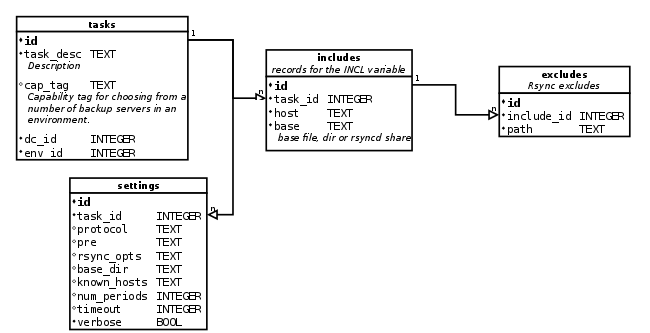 tasks
id
task_desc TEXT
Description
cap_tag TEXT
Capability tag for choosing from a
number of backup servers in an
environment.
dc_id INTEGER
env_id INTEGER
1
n
n
includes
records for the INCL variable
id
task_id INTEGER
host TEXT
base TEXT
base file, dir or rsyncd share
1
n
excludes
Rsync excludes
id
include_id INTEGER
path TEXT
settings
id
task_id INTEGER
protocol TEXT
pre TEXT
rsync_opts TEXT
base_dir TEXT
known_hosts TEXT
num_periods INTEGER
timeout INTEGER
verbose BOOL